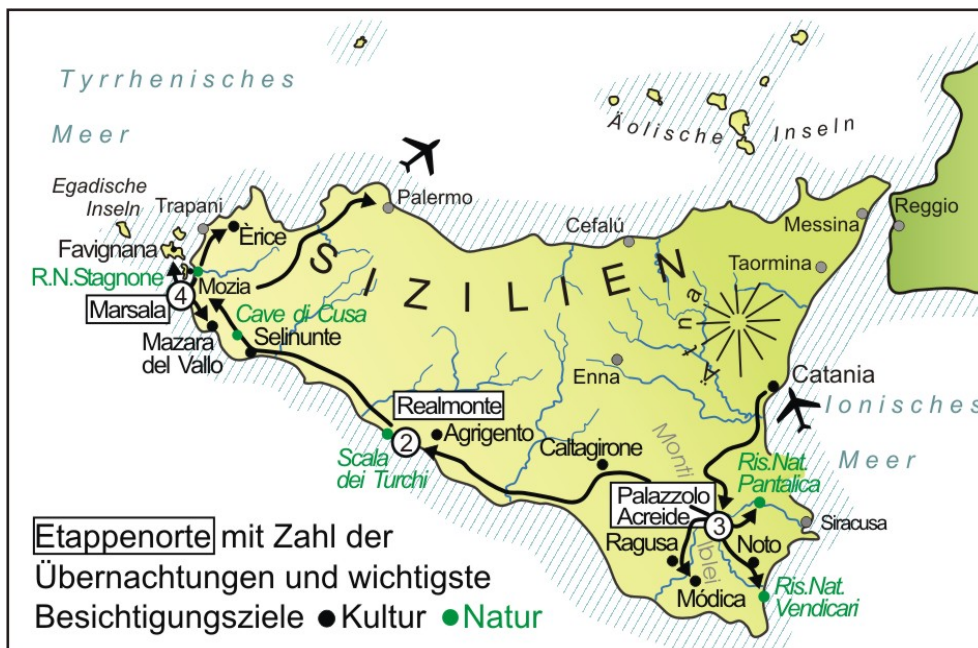 Tyrrhenisches
Meer
Äolische Inseln
Egadische
Inseln
Trapani
Palermo
Cefalú
Messina
Reggio
Favignana
Èrice
Taormina
R.N.Stagnone
Mozia
SIZILIEN
Ätna
4
Marsala
Cave di Cusa
Selinunte
Mazara
del Vallo
Enna
Catania
Ionisches
Meer
Realmonte
2
Agrigento
Scala
dei Turchi
Caltagirone
Monti
Iblei
Ris.Nat.
Pantalica
Palazzolo
Acreide
3
Siracusa
Ragusa
Noto
Módica
Ris.Nat.
Vendicari
Etappenorte mit Zahl der
Übernachtungen und wichtigste
Besichtigungsziele ● Kultur ● Natur